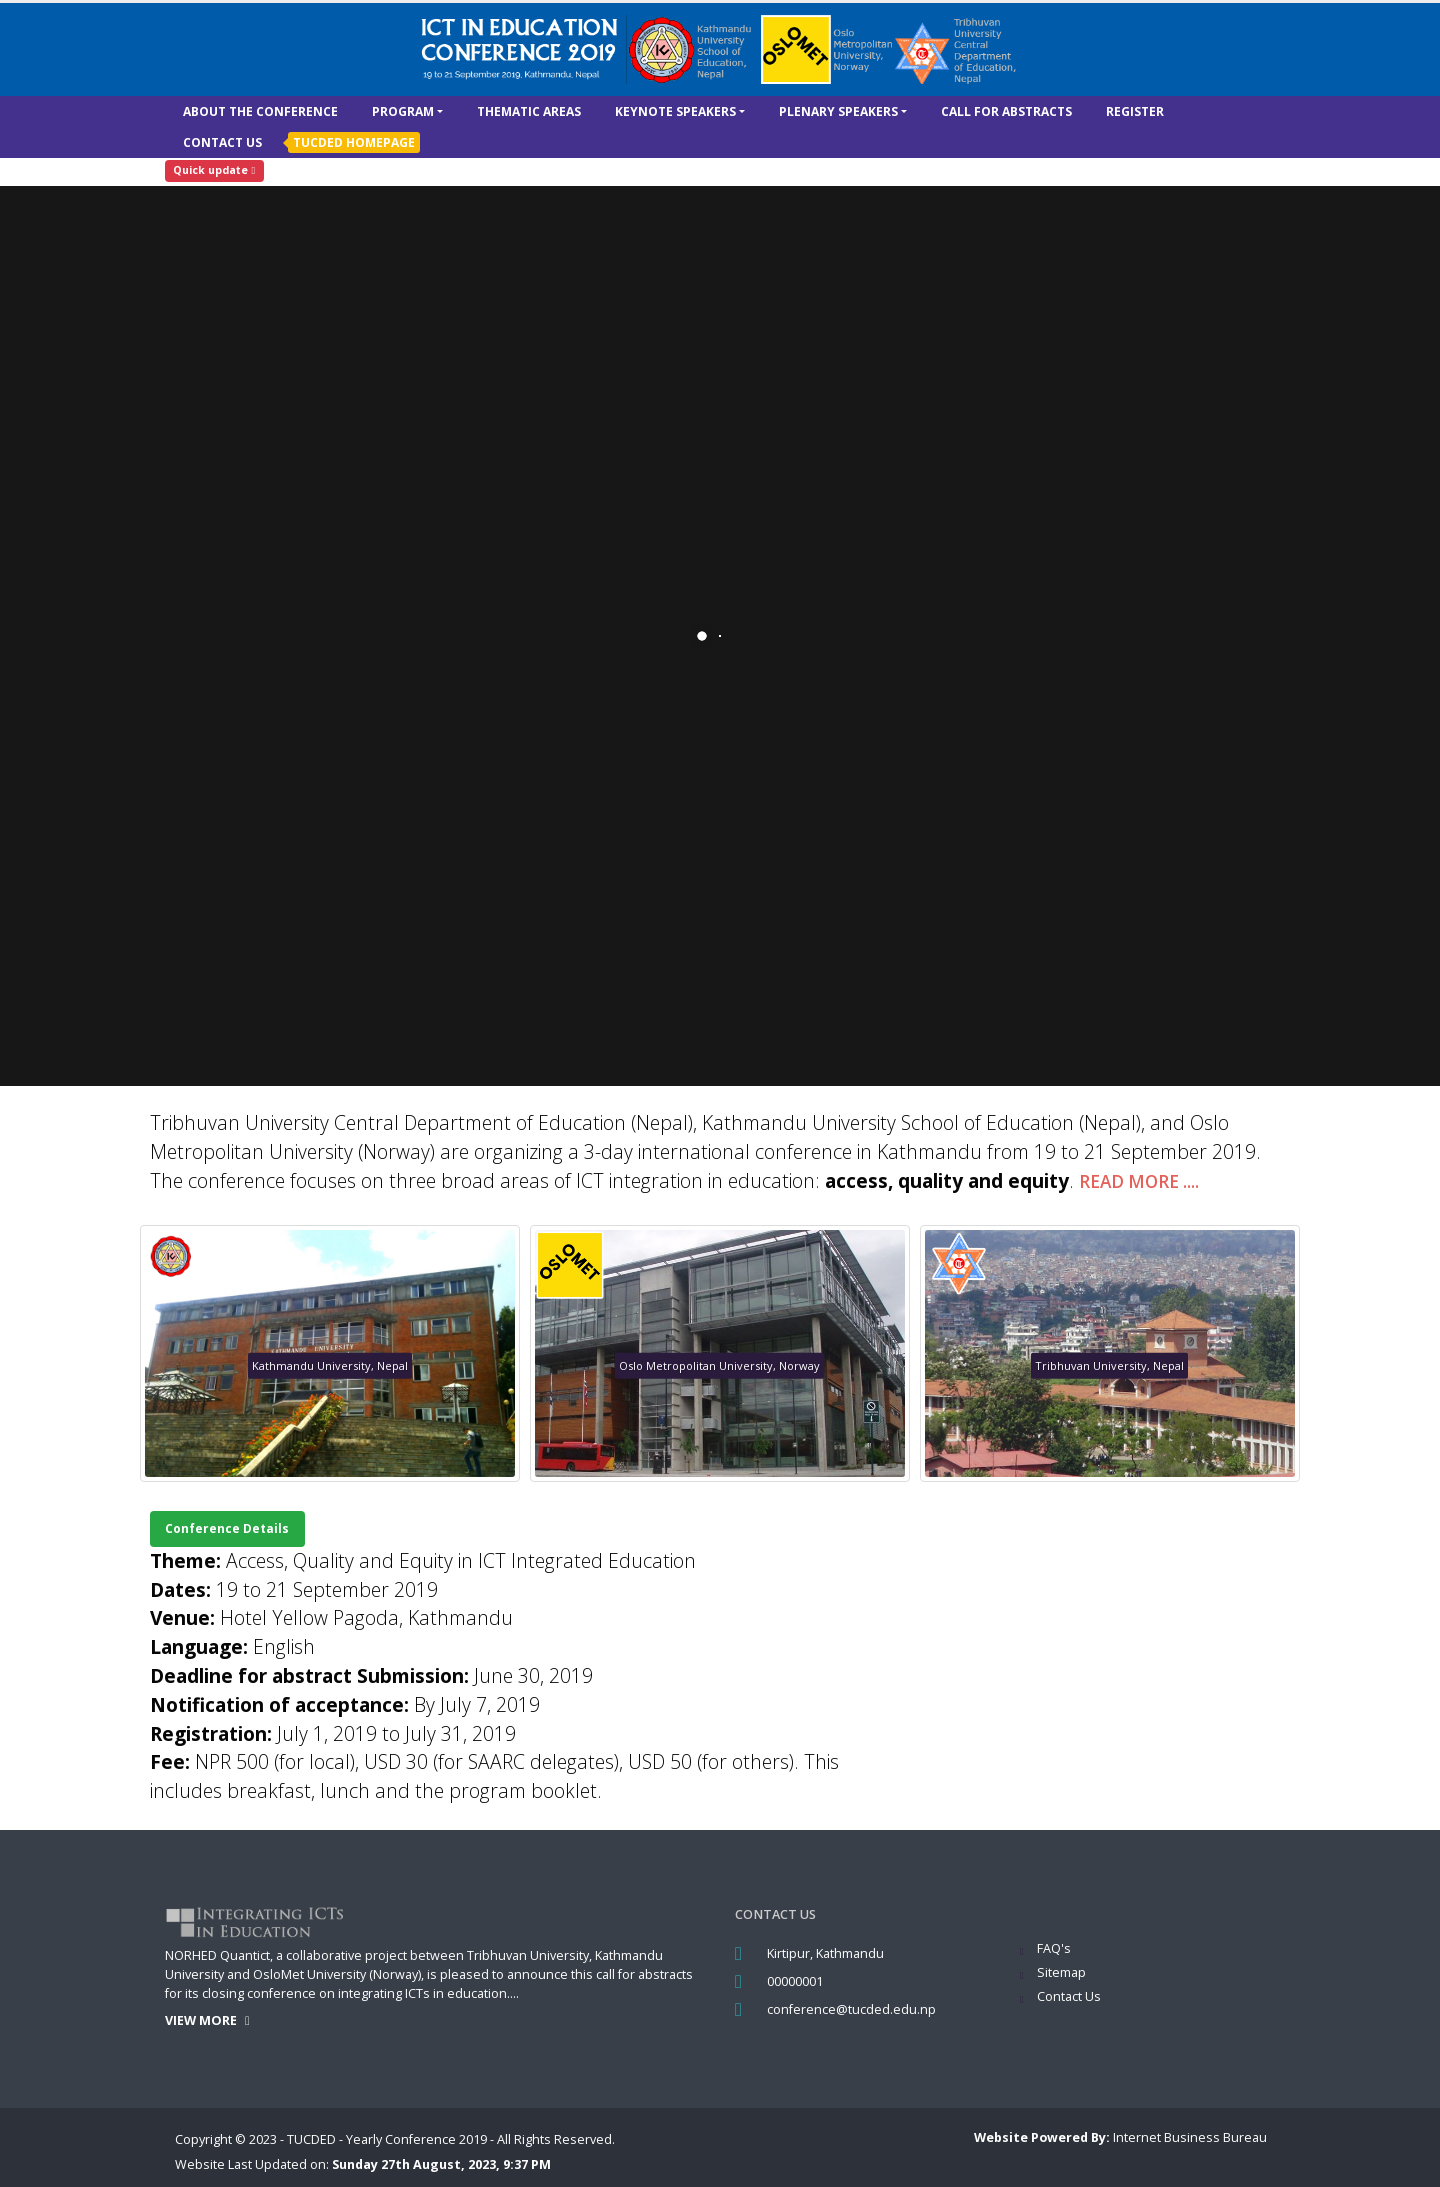 ICT IN EDUCATION
CONFERENCE 2019
19 to 21 September 2019, Kathmandu, Nepal
Kathmandu
University
School of
Education,
Nepal
OSLOMET
Oslo
Metropolitan
University,
Norway
Tribhuvan
University
Central
Department
of Education,
Nepal
ABOUT THE CONFERENCE PROGRAM THEMATIC AREAS KEYNOTE SPEAKERS PLENARY SPEAKERS CALL FOR ABSTRACTS REGISTER
CONTACT US TUCDED HOMEPAGE
Quick update
Tribhuvan University Central Department of Education (Nepal), Kathmandu University School of Education (Nepal), and Oslo
Metropolitan University (Norway) are organizing a 3-day international conference in Kathmandu from 19 to 21 September 2019.
The conference focuses on three broad areas of ICT integration in education: access, quality and equity. READ MORE ....
KATHMANDU UNIVERSITY
Kathmandu University, Nepal
OSLOMET
Oslo Metropolitan University, Norway
Tribhuvan University, Nepal
Conference Details
Theme: Access, Quality and Equity in ICT Integrated Education
Dates: 19 to 21 September 2019
Venue: Hotel Yellow Pagoda, Kathmandu
Language: English
Deadline for abstract Submission: June 30, 2019
Notification of acceptance: By July 7, 2019
Registration: July 1, 2019 to July 31, 2019
Fee: NPR 500 (for local), USD 30 (for SAARC delegates), USD 50 (for others). This
includes breakfast, lunch and the program booklet.
INTEGRATING ICTS
IN EDUCATION
NORHED Quantict, a collaborative project between Tribhuvan University, Kathmandu
University and OsloMet University (Norway), is pleased to announce this call for abstracts
for its closing conference on integrating ICTs in education....
VIEW MORE
CONTACT US
Kirtipur, Kathmandu
00000001
conference@tucded.edu.np
FAQ's
Sitemap
Contact Us
Copyright © 2023 - TUCDED - Yearly Conference 2019 - All Rights Reserved.
Website Last Updated on: Sunday 27th August, 2023, 9:37 PM
Website Powered By: Internet Business Bureau